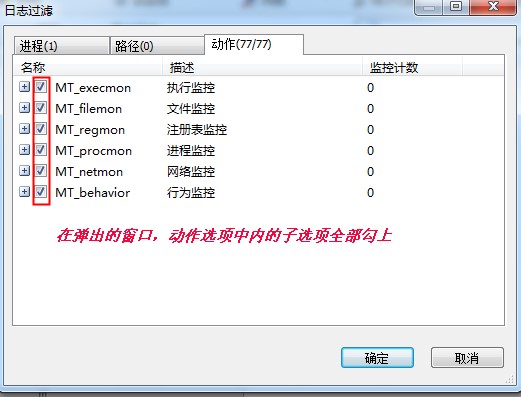 日志过滤
进程(1) 路径(0) 动作(77/77)
名称 描述 监控计数
MT_execmon 执行监控 0
MT_filemon 文件监控 0
MT_regmon 注册表监控 0
MT_procmon 进程监控 0
MT_netmon 网络监控 0
MT_behavior 行为监控 0
在弹出的窗口，动作选项中内的子选项全部勾上
确定 取消